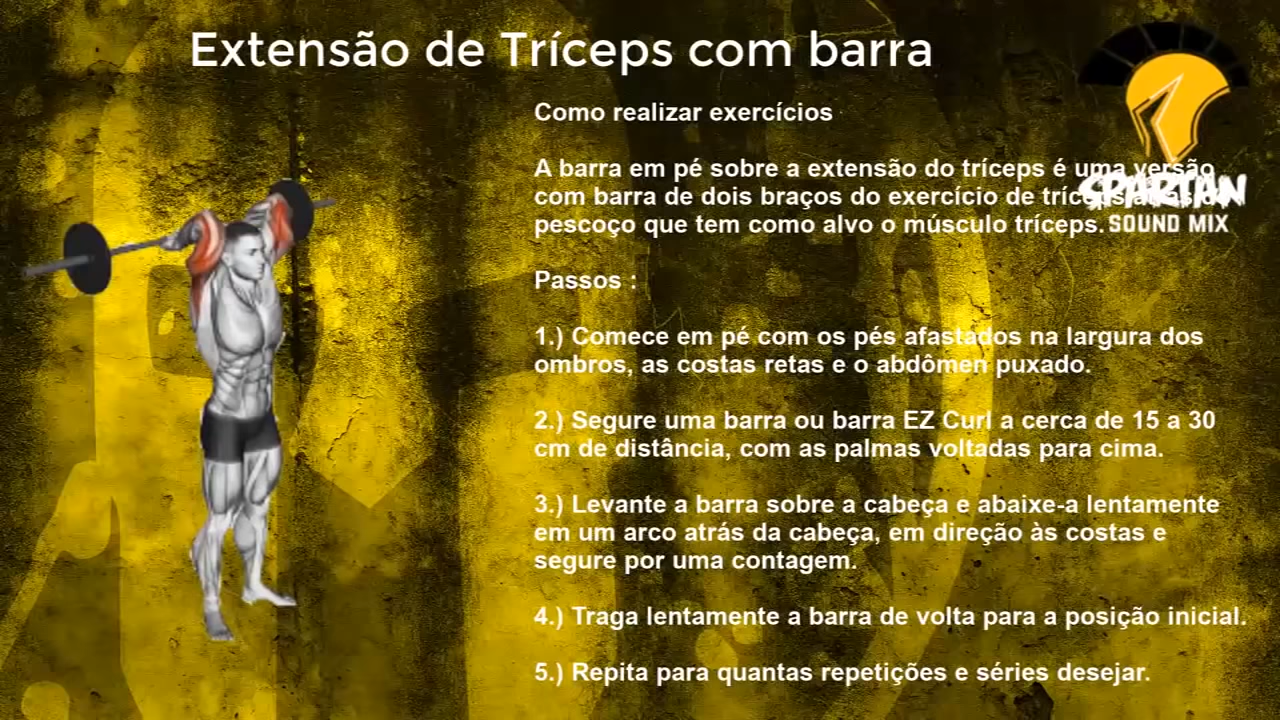 Extensão de Tríceps com barra
Como realizar exercícios
A barra em pé sobre a extensão do tríceps é uma versão
com barra de dois braços do exercício de
pescoço que tem como alvo o músculo tríceps.
SPARTAN
SOUND MIX
Passos :
1.) Comece em pé com os pés afastados na largura dos
ombros, as costas retas e o abdômen puxado.
2.) Segure uma barra ou barra EZ Curl a cerca de 15 a 30
cm de distância, com as palmas voltadas para cima.
3.) Levante a barra sobre a cabeça e abaixe-a lentamente
em um arco atrás da cabeça, em direção às costas e
segure por uma contagem.
4.) Traga lentamente a barra de volta para a posição inicial.
5.) Repita para quantas repetições e séries desejar.